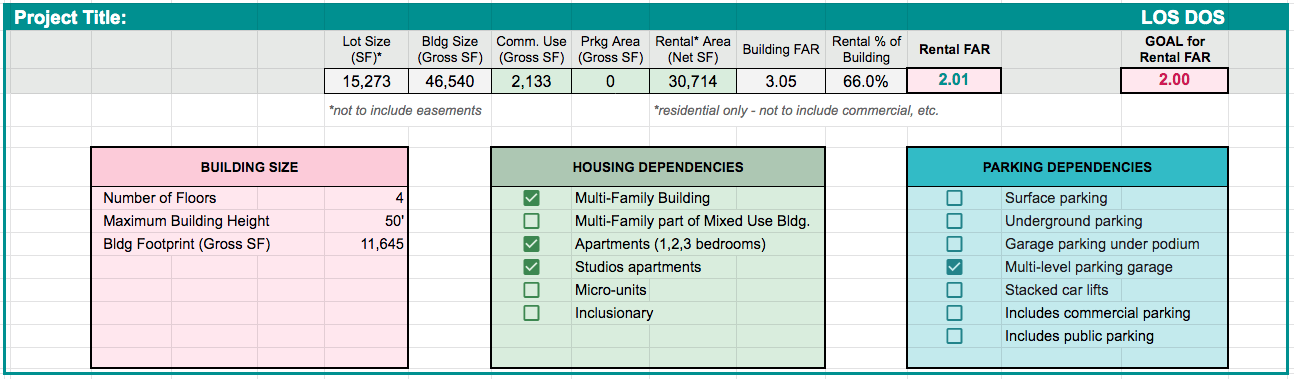 Project Title: LOS DOS
Lot Size (SF)* Bldg Size (Gross SF) Comm. Use (Gross SF) Prkg Area (Gross SF) Rental* Area (Net SF) Building FAR Rental % of Building Rental FAR GOAL for Rental FAR
15,273 46,540 2,133 0 30,714 3.05 66.0% 2.01 2.00
*not to include easements *residential only - not to include commercial, etc.
BUILDING SIZE
Number of Floors 4
Maximum Building Height 50'
Bldg Footprint (Gross SF) 11,645
HOUSING DEPENDENCIES
Multi-Family Building
Multi-Family part of Mixed Use Bldg.
Apartments (1,2,3 bedrooms)
Studios apartments
Micro-units
Inclusionary
PARKING DEPENDENCIES
Surface parking
Underground parking
Garage parking under podium
Multi-level parking garage
Stacked car lifts
Includes commercial parking
Includes public parking